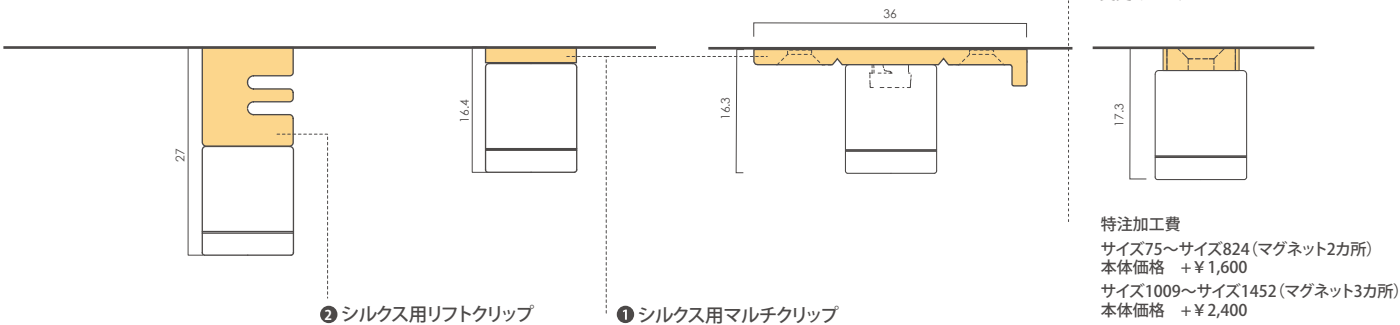 36
27
16.4
16.3
17.3
特注加工費
サイズ75～サイズ824（マグネット2カ所）
本体価格　+￥1,600
サイズ1009～サイズ1452（マグネット3カ所）
本体価格　+￥2,400
❷ シルクス用リフトクリップ
❶ シルクス用マルチクリップ